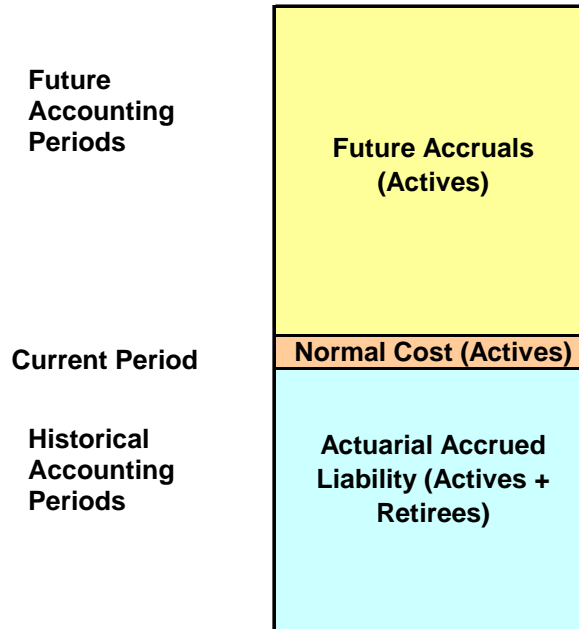 Future
Accounting
Periods
Future Accruals
(Actives)
Current Period
Normal Cost (Actives)
Historical
Accounting
Periods
Actuarial Accrued
Liability (Actives +
Retirees)